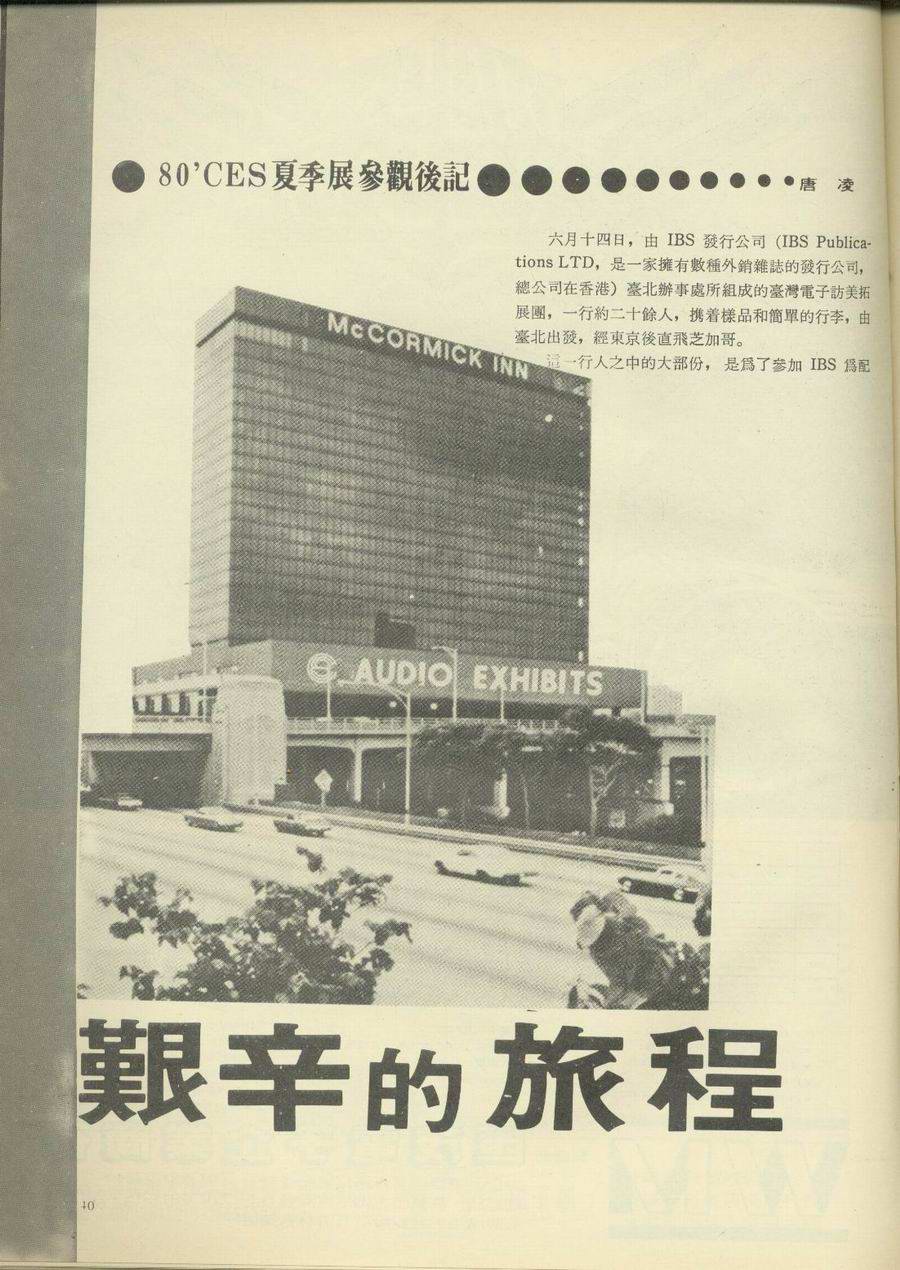 ● 80'CES夏季展參觀後記●●●●●●●●●●●唐 凌
六月十四日，由 IBS 發行公司 (IBS Publica-
tions LTD，是一家擁有數種外銷雜誌的發行公司，
總公司在香港）臺北辦事處所組成的臺灣電子訪美拓
展團，一行約二十餘人，携着樣品和簡單的行李，由
臺北出發，經東京後直飛芝加哥。
這一行人之中的大部份，是爲了參加 IBS 爲配
McCORMICK INN
AUDIO EXHIBITS
艱辛的旅程
40